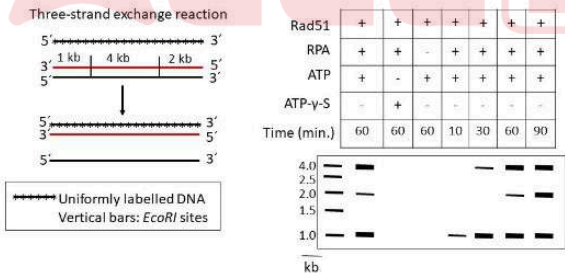 Three-strand exchange reaction
5´ 3´
1 kb 4 kb 2 kb
3´ 5´
5´ 3´
5´ 3´
3´ 5´
5´ 3´
Uniformly labelled DNA
Vertical bars: EcoRI sites
Rad51 + + + + + + +
RPA + + - + + + +
ATP + - + + + + +
ATP-γ-S - + - - - - -
Time (min.) 60 60 60 10 30 60 90
4.0
2.5
2.0
1.5
1.0
kb